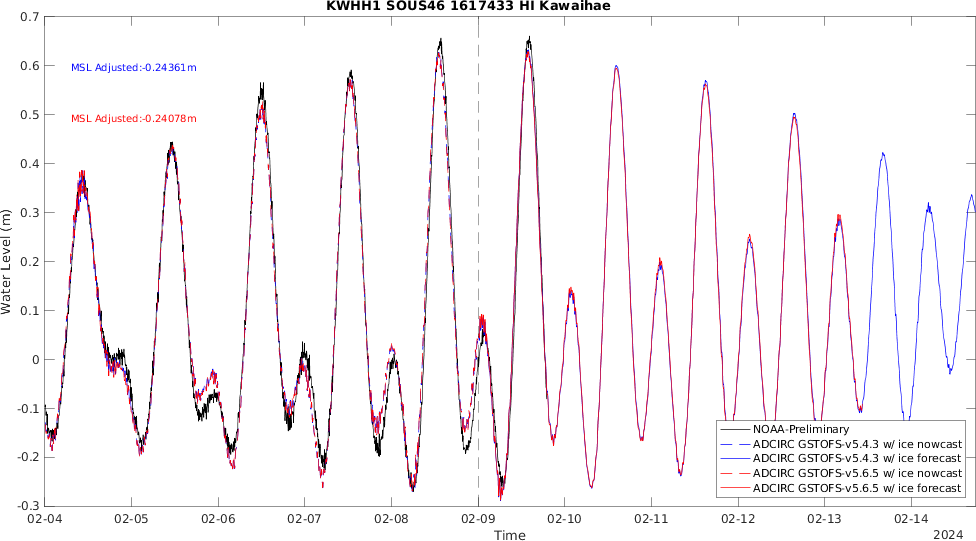 KWHH1 SOUS46 1617433 HI Kawaihae
0.7
0.6
0.5
0.4
0.3
0.2
0.1
0
-0.1
-0.2
-0.3
Water Level (m)
MSL Adjusted:-0.24361m
MSL Adjusted:-0.24078m
NOAA-Preliminary
ADCIRC GSTOFS-v5.4.3 w/ ice nowcast
ADCIRC GSTOFS-v5.4.3 w/ ice forecast
ADCIRC GSTOFS-v5.6.5 w/ ice nowcast
ADCIRC GSTOFS-v5.6.5 w/ ice forecast
02-04 02-05 02-06 02-07 02-08 02-09 02-10 02-11 02-12 02-13 02-14
Time
2024